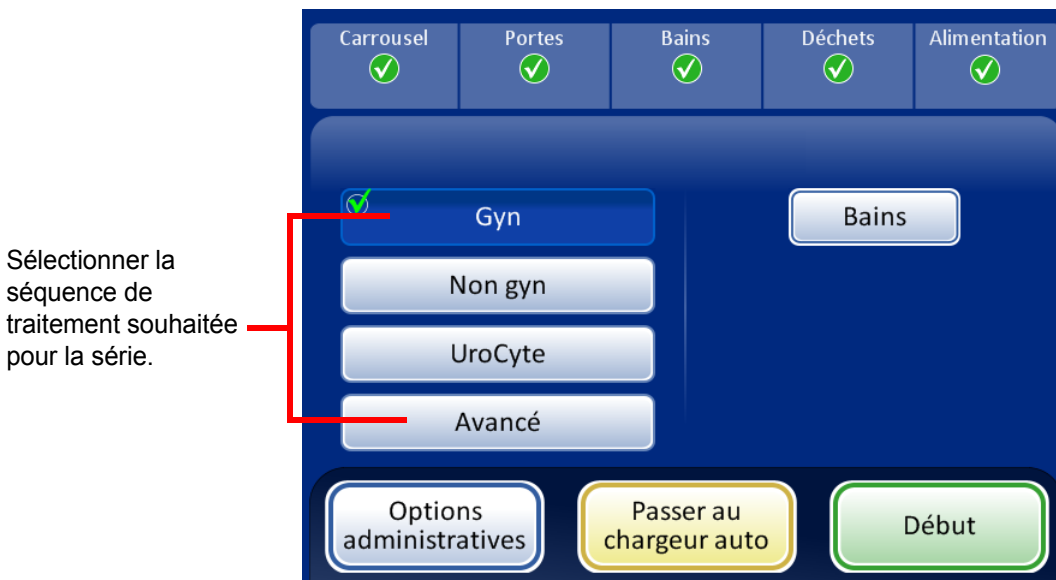 Carrousel
Portes
Bains
Déchets
Alimentation
Sélectionner la
séquence de
traitement souhaitée
pour la série.
Gyn
Non gyn
UroCyte
Avancé
Bains
Options
administratives
Passer au
chargeur auto
Début